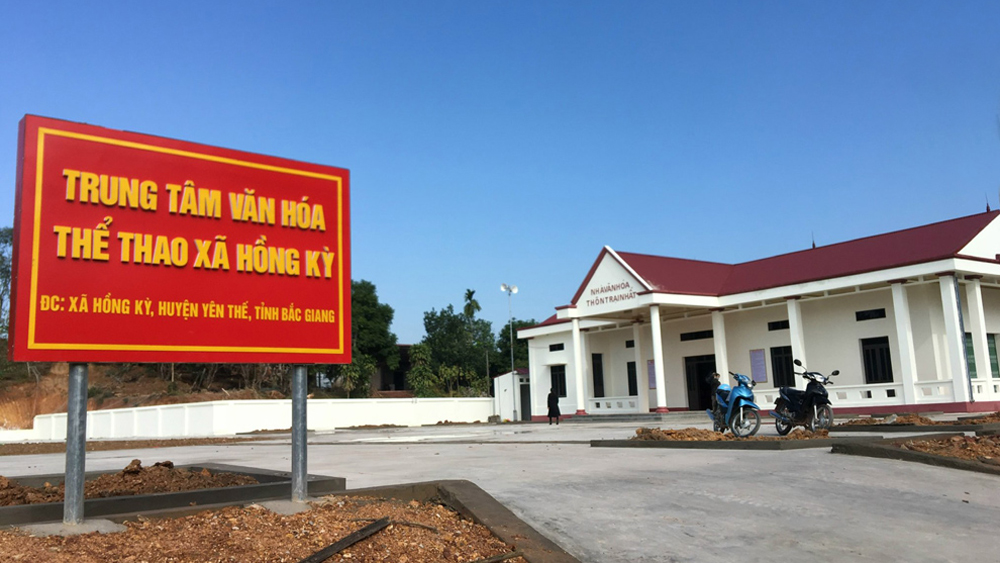 TRUNG TÂM VĂN HÓA
THỂ THAO XÃ HỒNG KỲ
ĐC: XÃ HỒNG KỲ, HUYỆN YÊN THẾ, TỈNH BẮC GIANG
NHÀ VĂN HÓA
THÔN TRẠI NHẤT